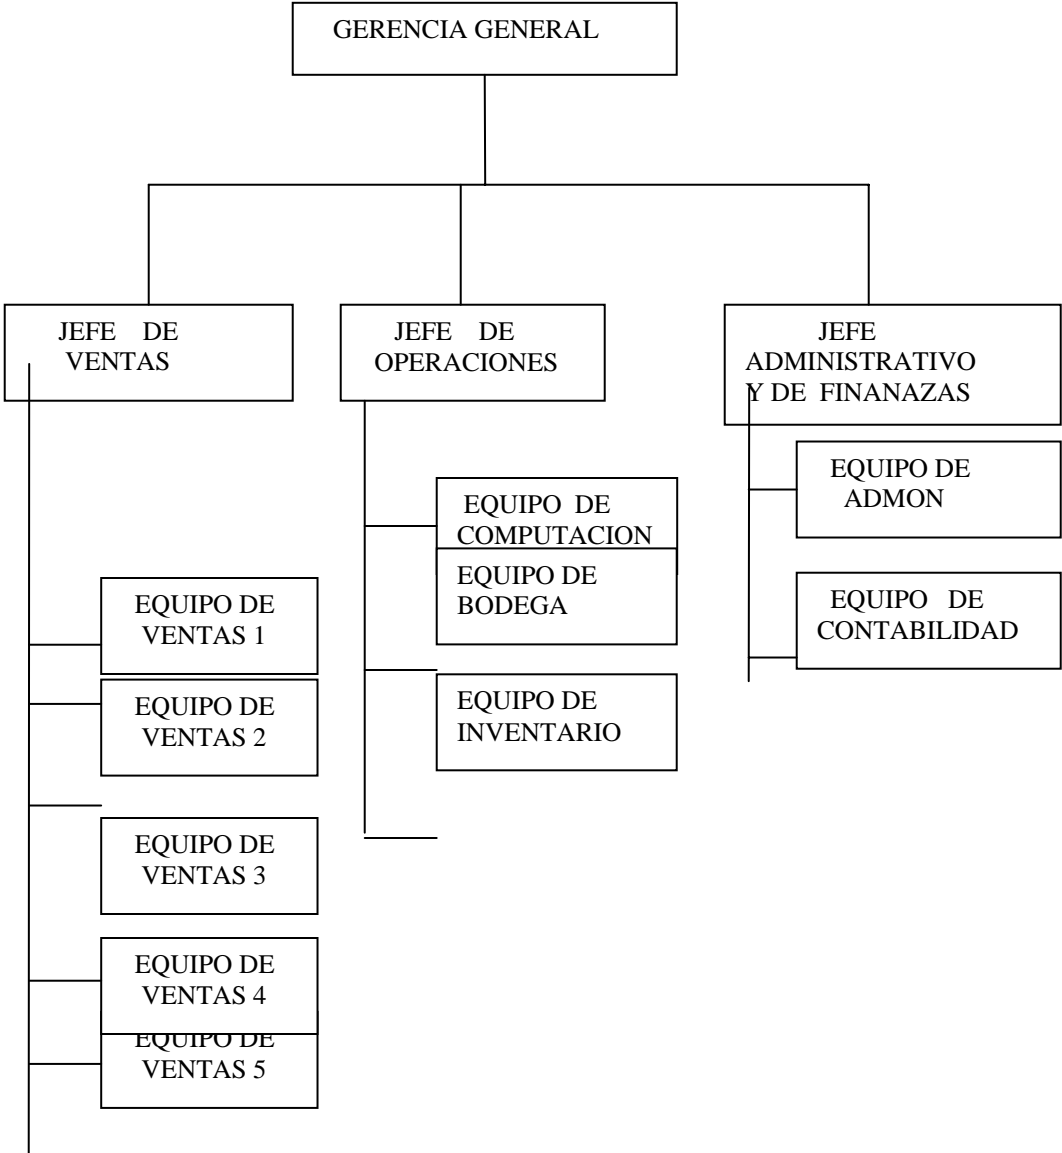 GERENCIA GENERAL
JEFE DE
VENTAS
JEFE DE
OPERACIONES
JEFE
ADMINISTRATIVO
Y DE FINANAZAS
EQUIPO DE
VENTAS 1
EQUIPO DE
VENTAS 2
EQUIPO DE
VENTAS 3
EQUIPO DE
VENTAS 4
EQUIPO DE
VENTAS 5
EQUIPO DE
COMPUTACION
EQUIPO DE
BODEGA
EQUIPO DE
INVENTARIO
EQUIPO DE
ADMON
EQUIPO DE
CONTABILIDAD